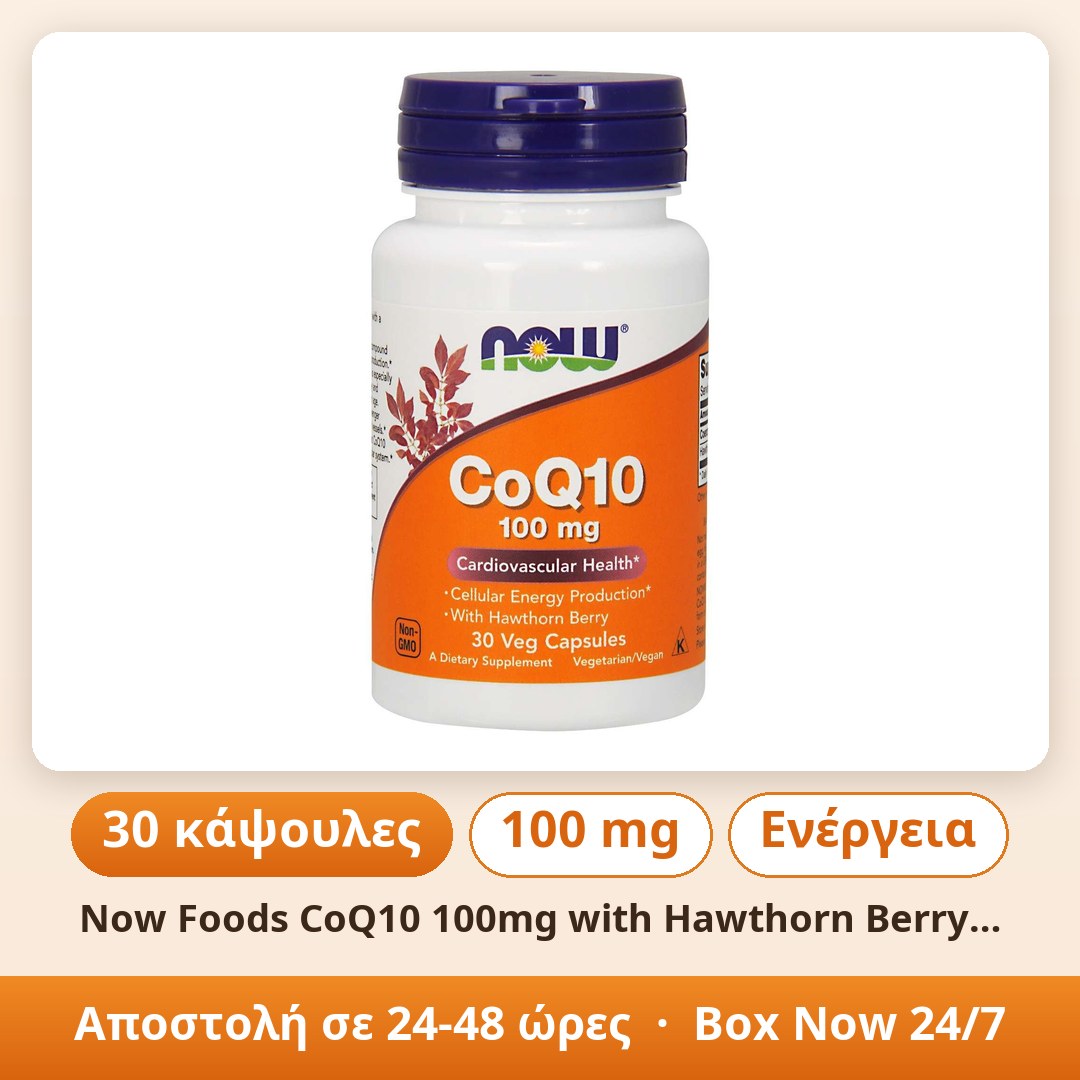 now®
CoQ10
100 mg
Cardiovascular Health*
•Cellular Energy Production*
•With Hawthorn Berry
30 Veg Capsules
Non-
GMO
A Dietary Supplement Vegetarian/Vegan
K
30 κάψουλες
100 mg
Ενέργεια
Now Foods CoQ10 100mg with Hawthorn Berry...
Αποστολή σε 24-48 ώρες · Box Now 24/7